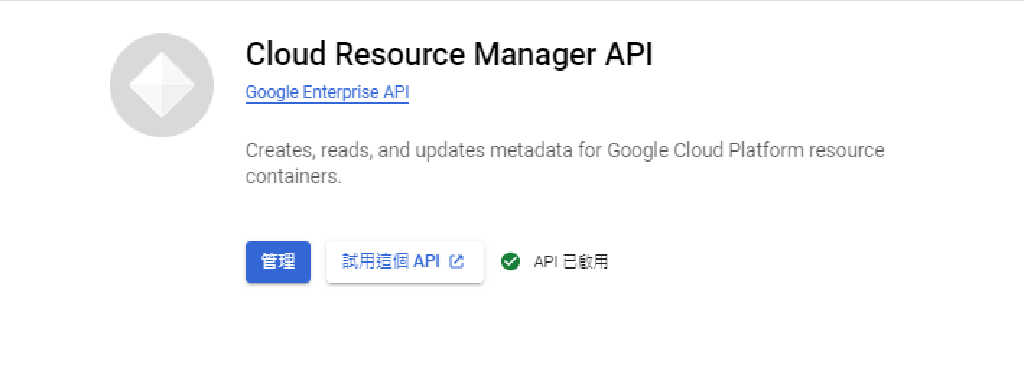 Cloud Resource Manager API
Google Enterprise API
Creates, reads, and updates metadata for Google Cloud Platform resource
containers.
管理 試用這個 API API 已啟用